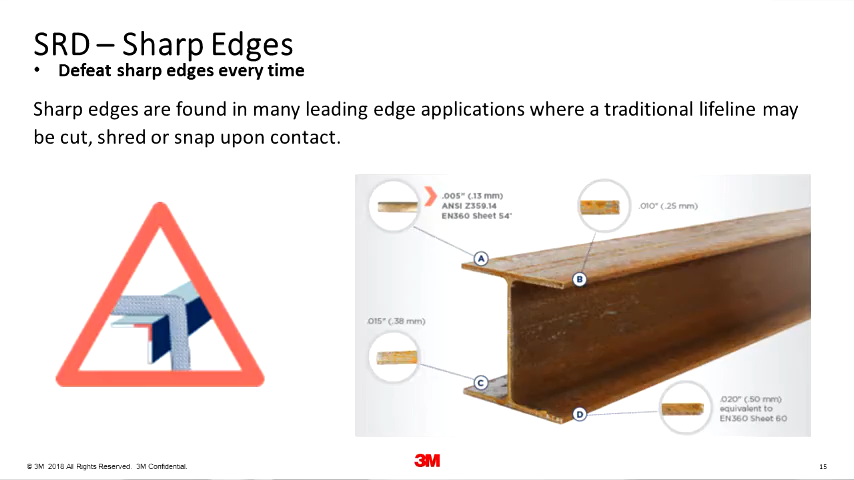 SRD – Sharp Edges
• Defeat sharp edges every time
Sharp edges are found in many leading edge applications where a traditional lifeline may
be cut, shred or snap upon contact.
.005" (.13 mm)
ANSI Z359.14
EN360 Sheet 54'
.010" (.25 mm)
A
B
.015" (.38 mm)
C
D
.020" (.50 mm)
equivalent to
EN360 Sheet 60
© 3M 2018 All Rights Reserved. 3M Confidential.
3M
15